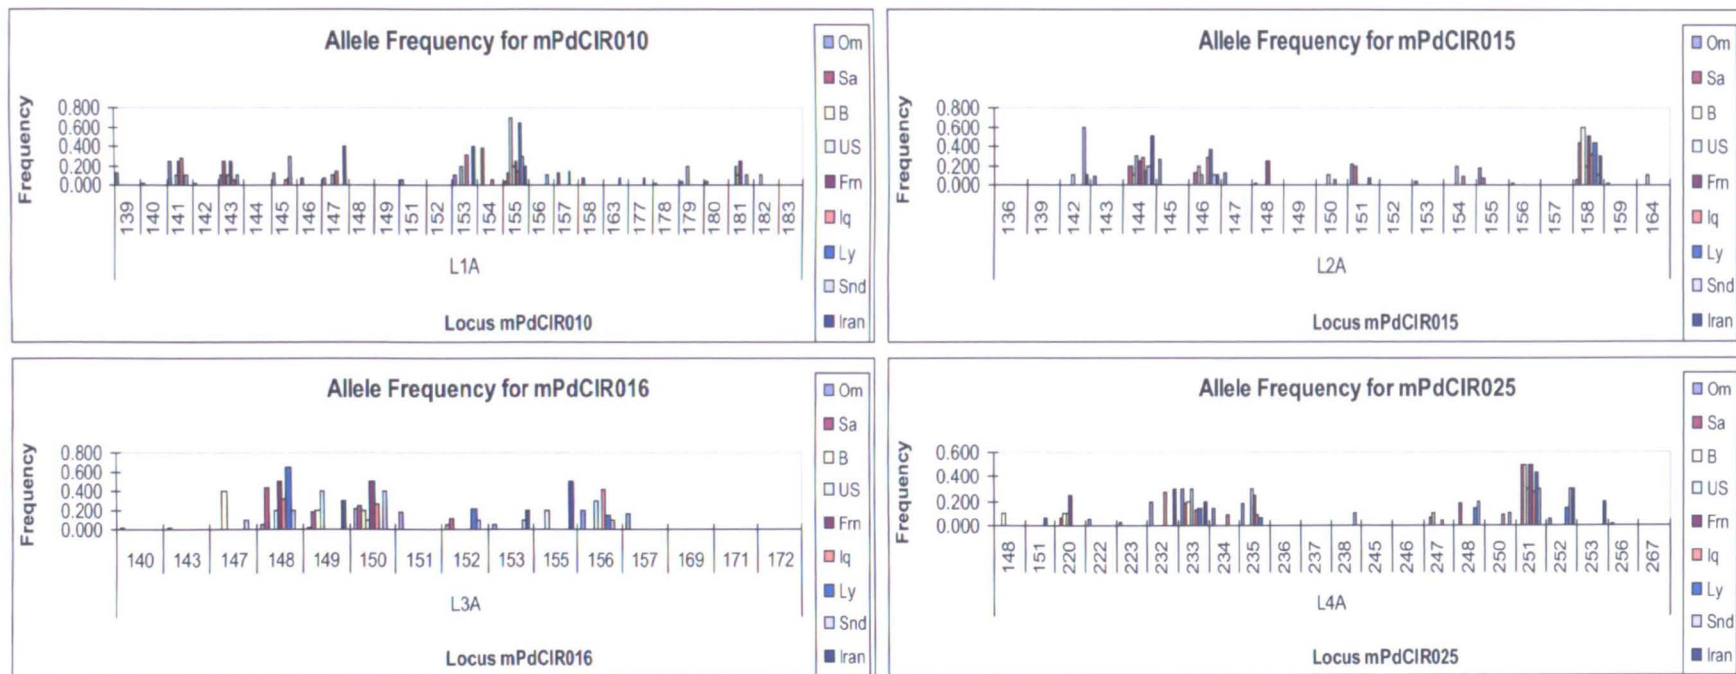 Allele Frequency for mPdCIR010
Frequency
0.800
0.600
0.400
0.200
0.000
139 140 141 142 143 144 145 146 147 148 149 151 152 153 154 155 156 157 158 163 177 178 179 180 181 182 183
L1A
Locus mPdCIR010
Om
Sa
B
US
Frn
Iq
Ly
Snd
Iran
Allele Frequency for mPdCIR015
Frequency
0.800
0.600
0.400
0.200
0.000
136 139 142 143 144 145 146 147 148 149 150 151 152 153 154 155 156 157 158 159 164
L2A
Locus mPdCIR015
Om
Sa
B
US
Frn
Iq
Ly
Snd
Iran
Allele Frequency for mPdCIR016
Frequency
0.800
0.600
0.400
0.200
0.000
140 143 147 148 149 150 151 152 153 155 156 157 169 171 172
L3A
Locus mPdCIR016
Om
Sa
B
US
Frn
Iq
Ly
Snd
Iran
Allele Frequency for mPdCIR025
Frequency
0.600
0.400
0.200
0.000
148 151 220 222 223 232 233 234 235 236 237 238 245 246 247 248 250 251 252 253 256 267
L4A
Locus mPdCIR025
Om
Sa
B
US
Frn
Iq
Ly
Snd
Iran